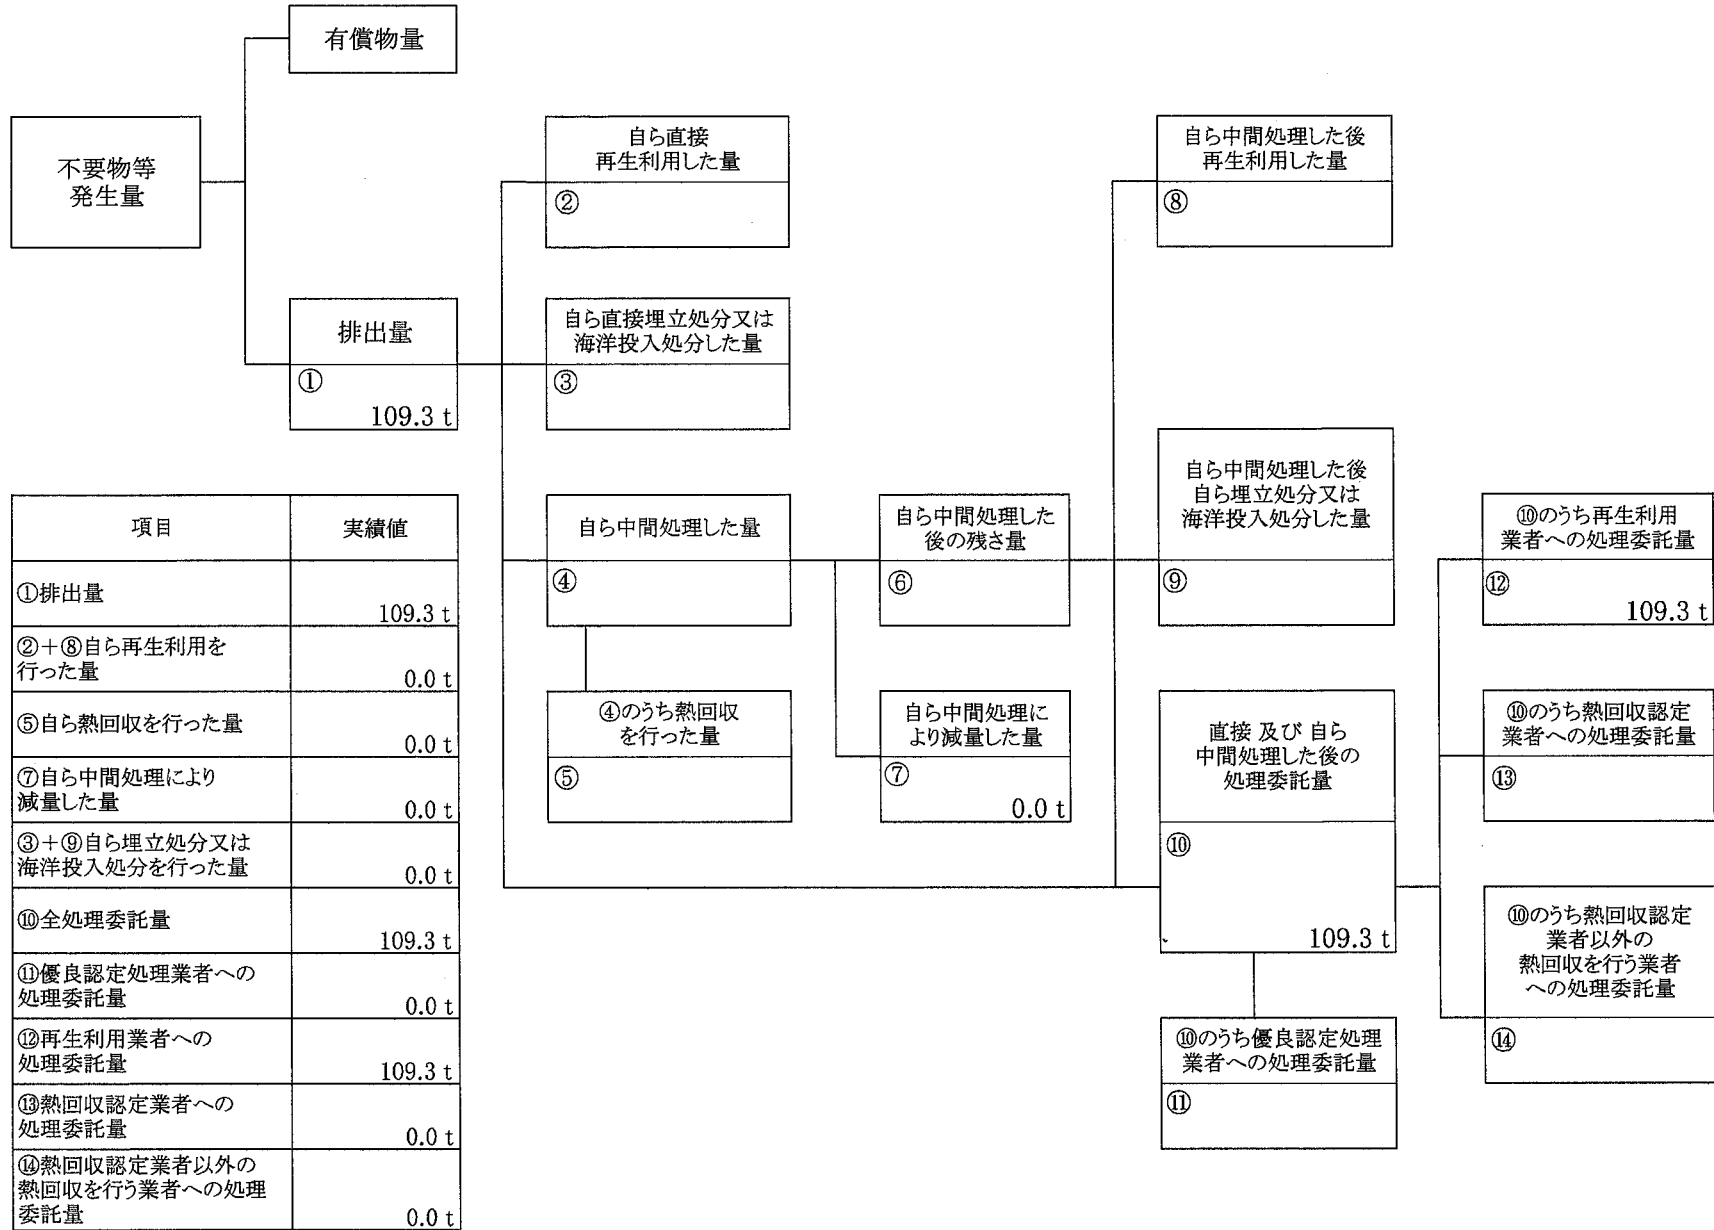 有償物量
不要物等
発生量
排出量
①
109.3 t
自ら直接
再生利用した量
②
自ら直接埋立処分又は
海洋投入処分した量
③
自ら中間処理した量
④
④のうち熱回収
を行った量
⑤
自ら中間処理した
後の残さ量
⑥
自ら中間処理に
より減量した量
⑦
0.0 t
自ら中間処理した後
再生利用した量
⑧
自ら中間処理した後
自ら埋立処分又は
海洋投入処分した量
⑨
直接 及び 自ら
中間処理した後の
処理委託量
⑩
109.3 t
⑩のうち優良認定処理
業者への処理委託量
⑪
⑩のうち再生利用
業者への処理委託量
⑫
109.3 t
⑩のうち熱回収認定
業者への処理委託量
⑬
⑩のうち熱回収認定
業者以外の
熱回収を行う業者
への処理委託量
⑭
項目 実績値
①排出量
109.3 t
②＋⑧自ら再生利用を
行った量
0.0 t
⑤自ら熱回収を行った量
0.0 t
⑦自ら中間処理により
減量した量
0.0 t
③＋⑨自ら埋立処分又は
海洋投入処分を行った量
0.0 t
⑩全処理委託量
109.3 t
⑪優良認定処理業者への
処理委託量
0.0 t
⑫再生利用業者への
処理委託量
109.3 t
⑬熱回収認定業者への
処理委託量
0.0 t
⑭熱回収認定業者以外の
熱回収を行う業者への処理
委託量
0.0 t